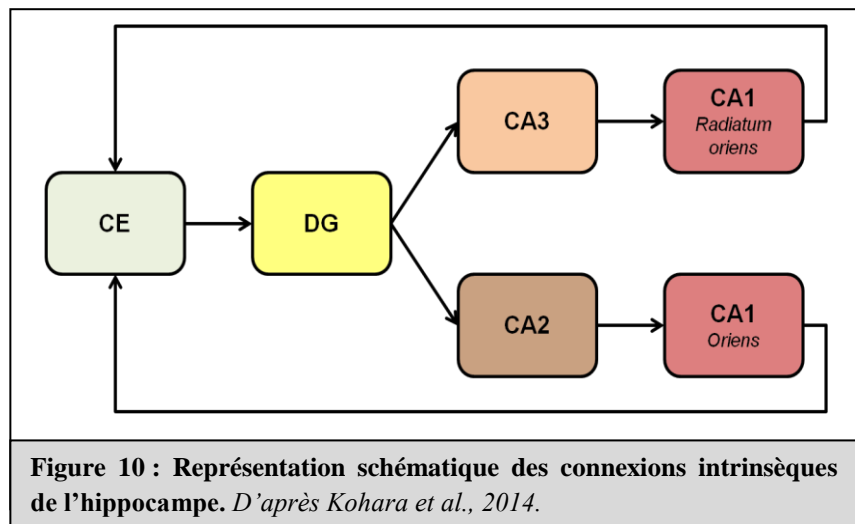 CE
DG
CA3
CA1
Radiatum
oriens
CA2
CA1
Oriens
Figure 10 : Représentation schématique des connexions intrinsèques
de l’hippocampe. D’après Kohara et al., 2014.